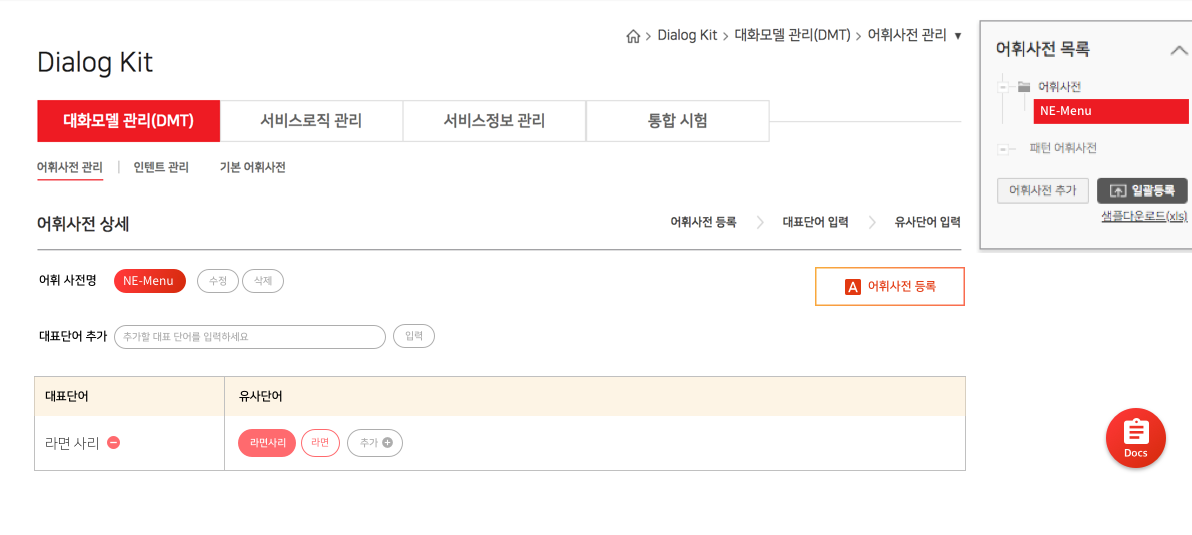 Dialog Kit > 대화모델 관리(DMT) > 어휘사전 관리 ▼
Dialog Kit
대화모델 관리(DMT) 서비스로직 관리 서비스정보 관리 통합 시험
어휘사전 관리 | 인텐트 관리 기본 어휘사전
어휘사전 상세 어휘사전 등록 > 대표단어 입력 > 유사단어 입력
어휘 사전명 NE-Menu 수정 삭제
A 어휘사전 등록
대표단어 추가 추가할 대표 단어를 입력하세요 입력
대표단어 유사단어
라면 사리 라면사리 라면 추가
어휘사전 목록
어휘사전
NE-Menu
패턴 어휘사전
어휘사전 추가 일괄등록
샘플다운로드(xls)
Docs